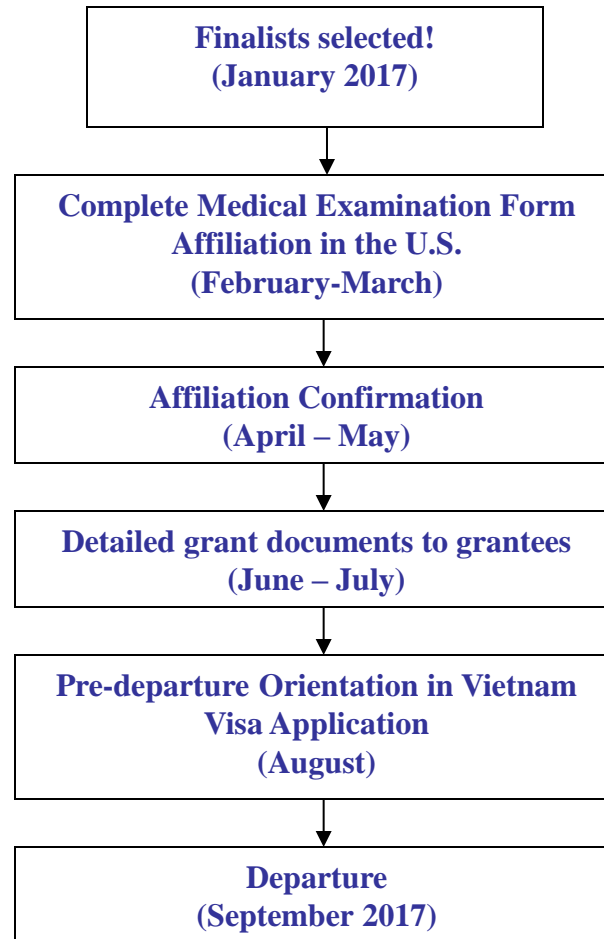 Finalists selected!
(January 2017)
Complete Medical Examination Form
Affiliation in the U.S.
(February-March)
Affiliation Confirmation
(April – May)
Detailed grant documents to grantees
(June – July)
Pre-departure Orientation in Vietnam
Visa Application
(August)
Departure
(September 2017)